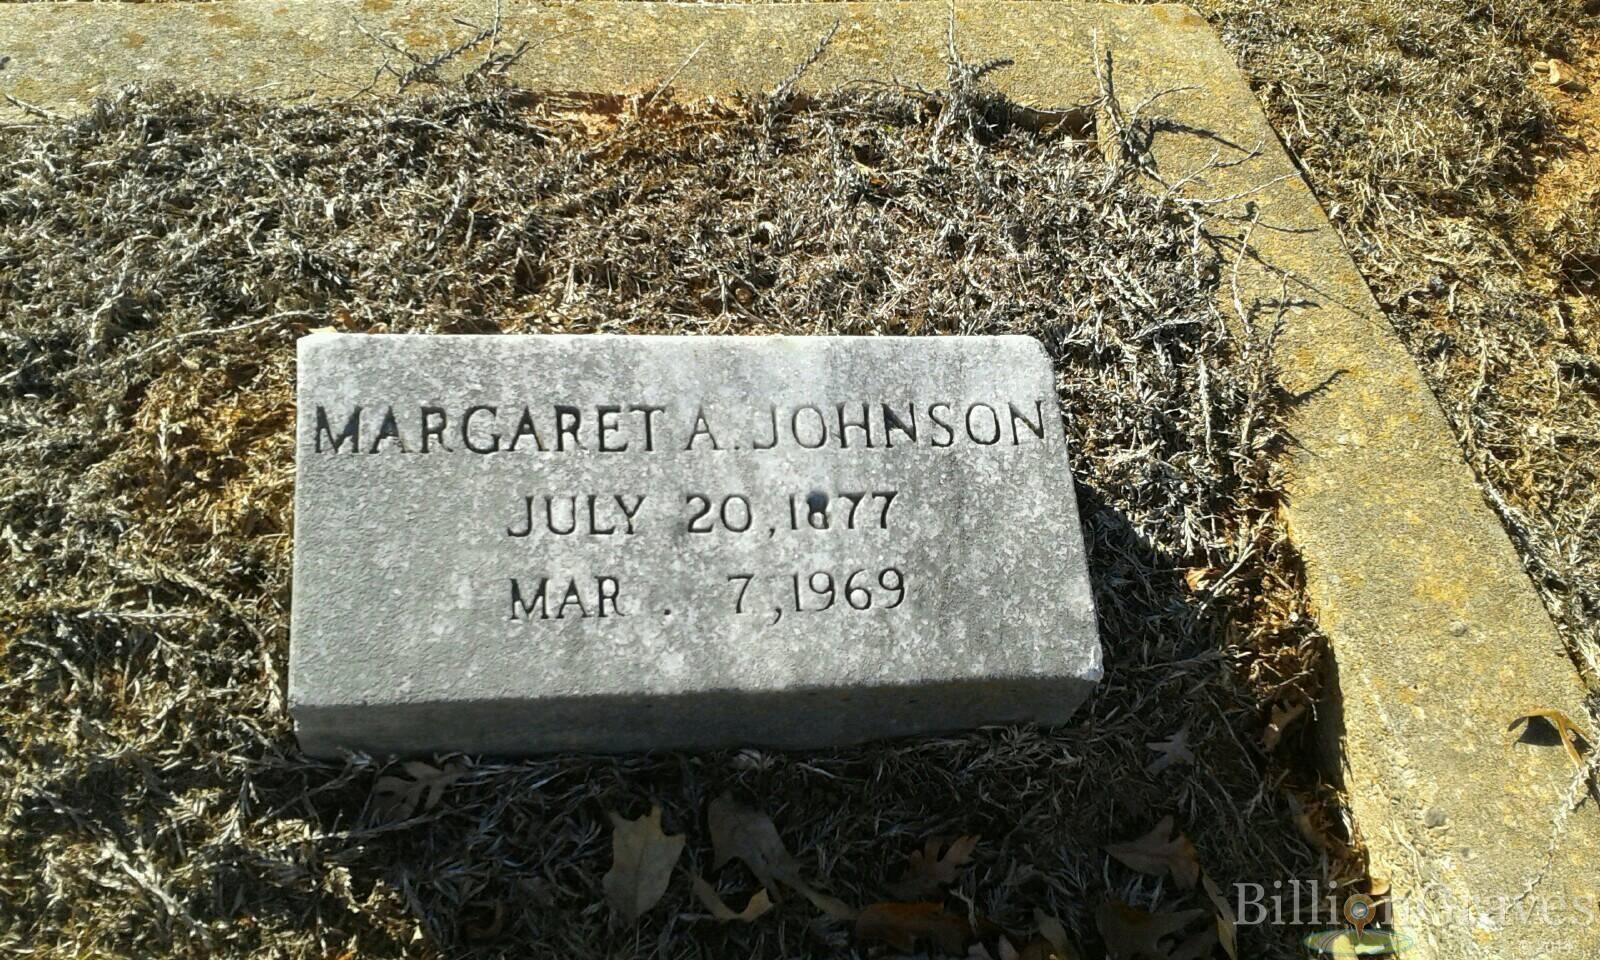 MARGARET A. JOHNSON
JULY 20, 1877
MAR. 7, 1969
BillionGraves